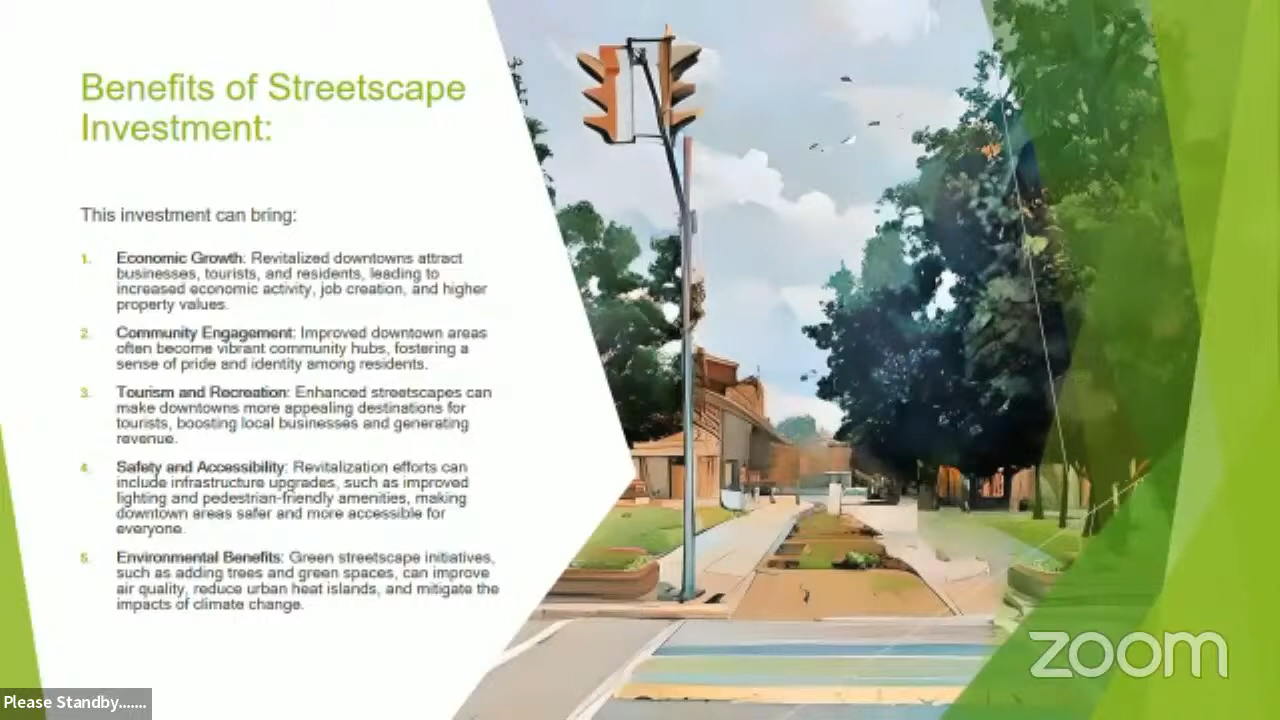 Benefits of Streetscape
Investment:
This investment can bring:
1. Economic Growth: Revitalized downtowns attract
businesses, tourists, and residents, leading to
increased economic activity, job creation, and higher
property values.
2. Community Engagement: Improved downtown areas
often become vibrant community hubs, fostering a
sense of pride and identity among residents.
3. Tourism and Recreation: Enhanced streetscapes can
make downtowns more appealing destinations for
tourists, boosting local businesses and generating
revenue.
4. Safety and Accessibility: Revitalization efforts can
include infrastructure upgrades, such as improved
lighting and pedestrian-friendly amenities, making
downtown areas safer and more accessible for
everyone.
5. Environmental Benefits: Green streetscape initiatives,
such as adding trees and green spaces, can improve
air quality, reduce urban heat islands, and mitigate the
impacts of climate change.
zoom
Please Standby.......